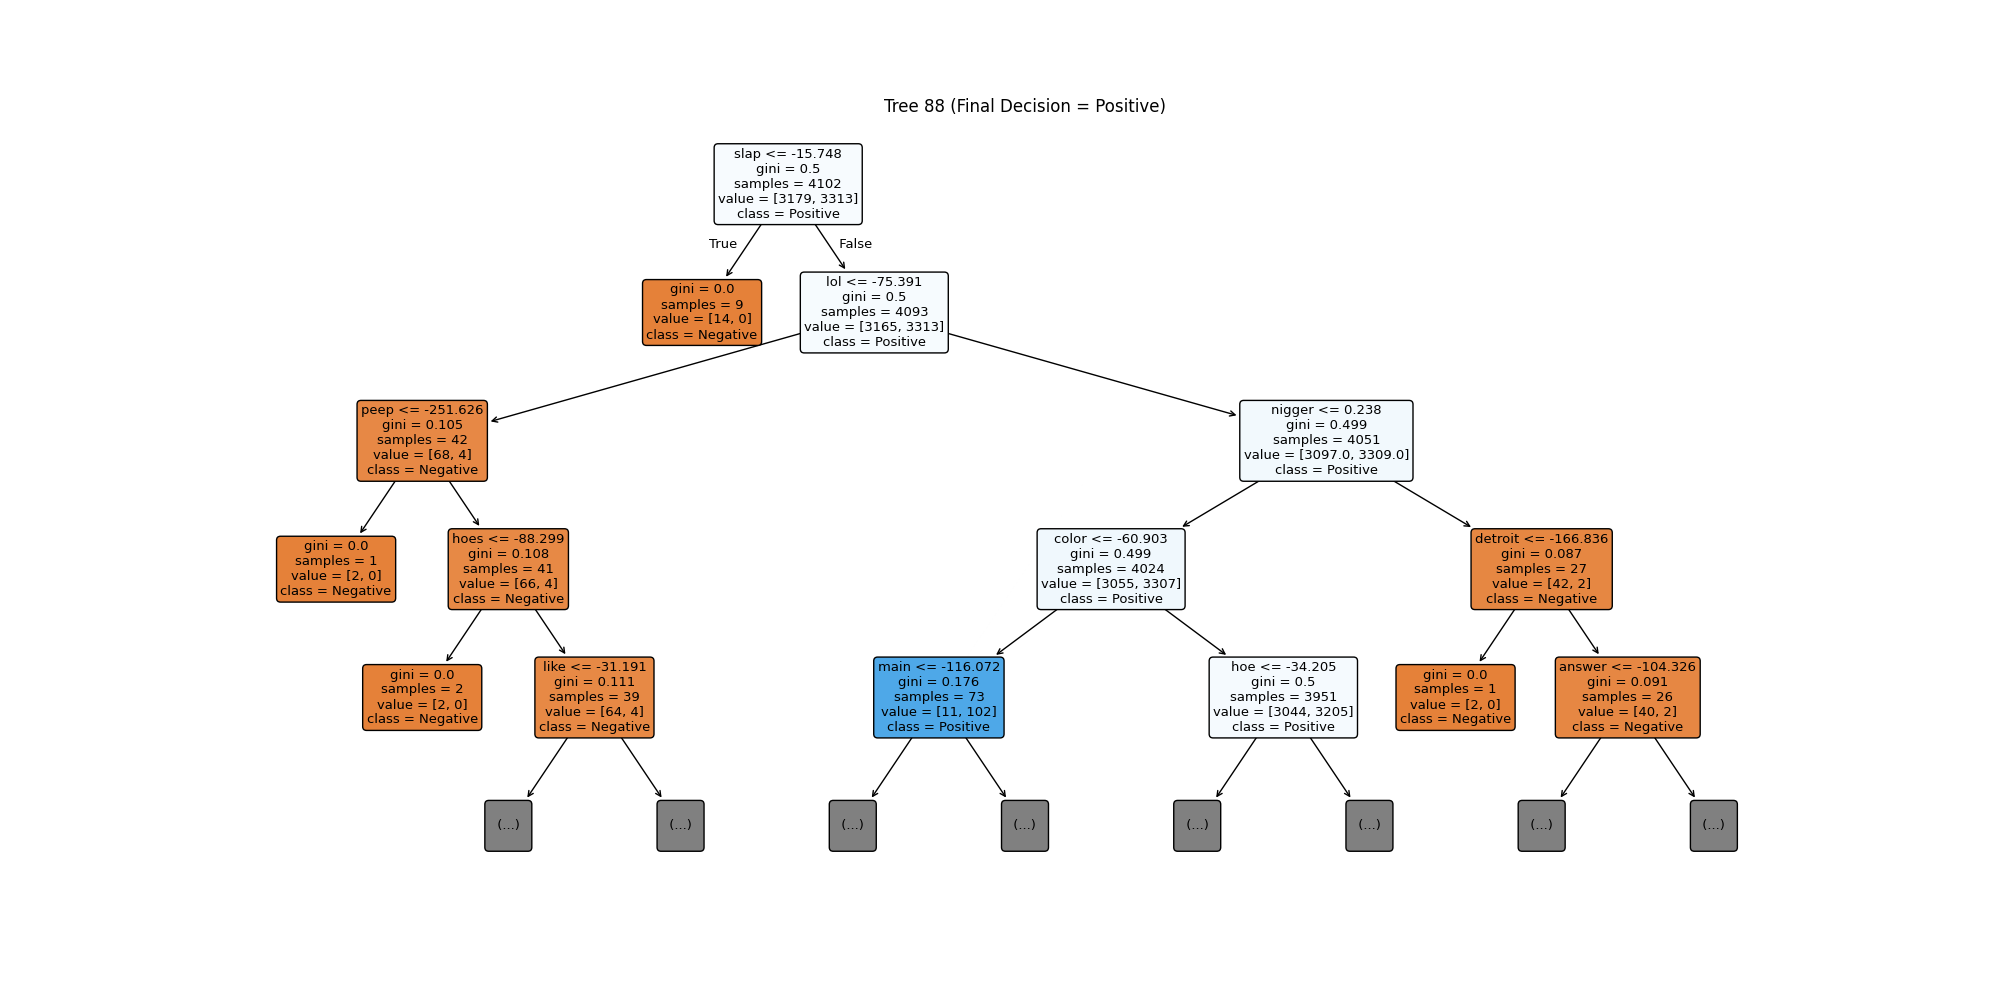 Tree 88 (Final Decision = Positive)
slap <= -15.748
gini = 0.5
samples = 4102
value = [3179, 3313]
class = Positive
True
False
gini = 0.0
samples = 9
value = [14, 0]
class = Negative
lol <= -75.391
gini = 0.5
samples = 4093
value = [3165, 3313]
class = Positive
peep <= -251.626
gini = 0.105
samples = 42
value = [68, 4]
class = Negative
nigger <= 0.238
gini = 0.499
samples = 4051
value = [3097.0, 3309.0]
class = Positive
gini = 0.0
samples = 1
value = [2, 0]
class = Negative
hoes <= -88.299
gini = 0.108
samples = 41
value = [66, 4]
class = Negative
color <= -60.903
gini = 0.499
samples = 4024
value = [3055, 3307]
class = Positive
detroit <= -166.836
gini = 0.087
samples = 27
value = [42, 2]
class = Negative
gini = 0.0
samples = 2
value = [2, 0]
class = Negative
like <= -31.191
gini = 0.111
samples = 39
value = [64, 4]
class = Negative
main <= -116.072
gini = 0.176
samples = 73
value = [11, 102]
class = Positive
hoe <= -34.205
gini = 0.5
samples = 3951
value = [3044, 3205]
class = Positive
gini = 0.0
samples = 1
value = [2, 0]
class = Negative
answer <= -104.326
gini = 0.091
samples = 26
value = [40, 2]
class = Negative
(...)
(...)
(...)
(...)
(...)
(...)
(...)
(...)